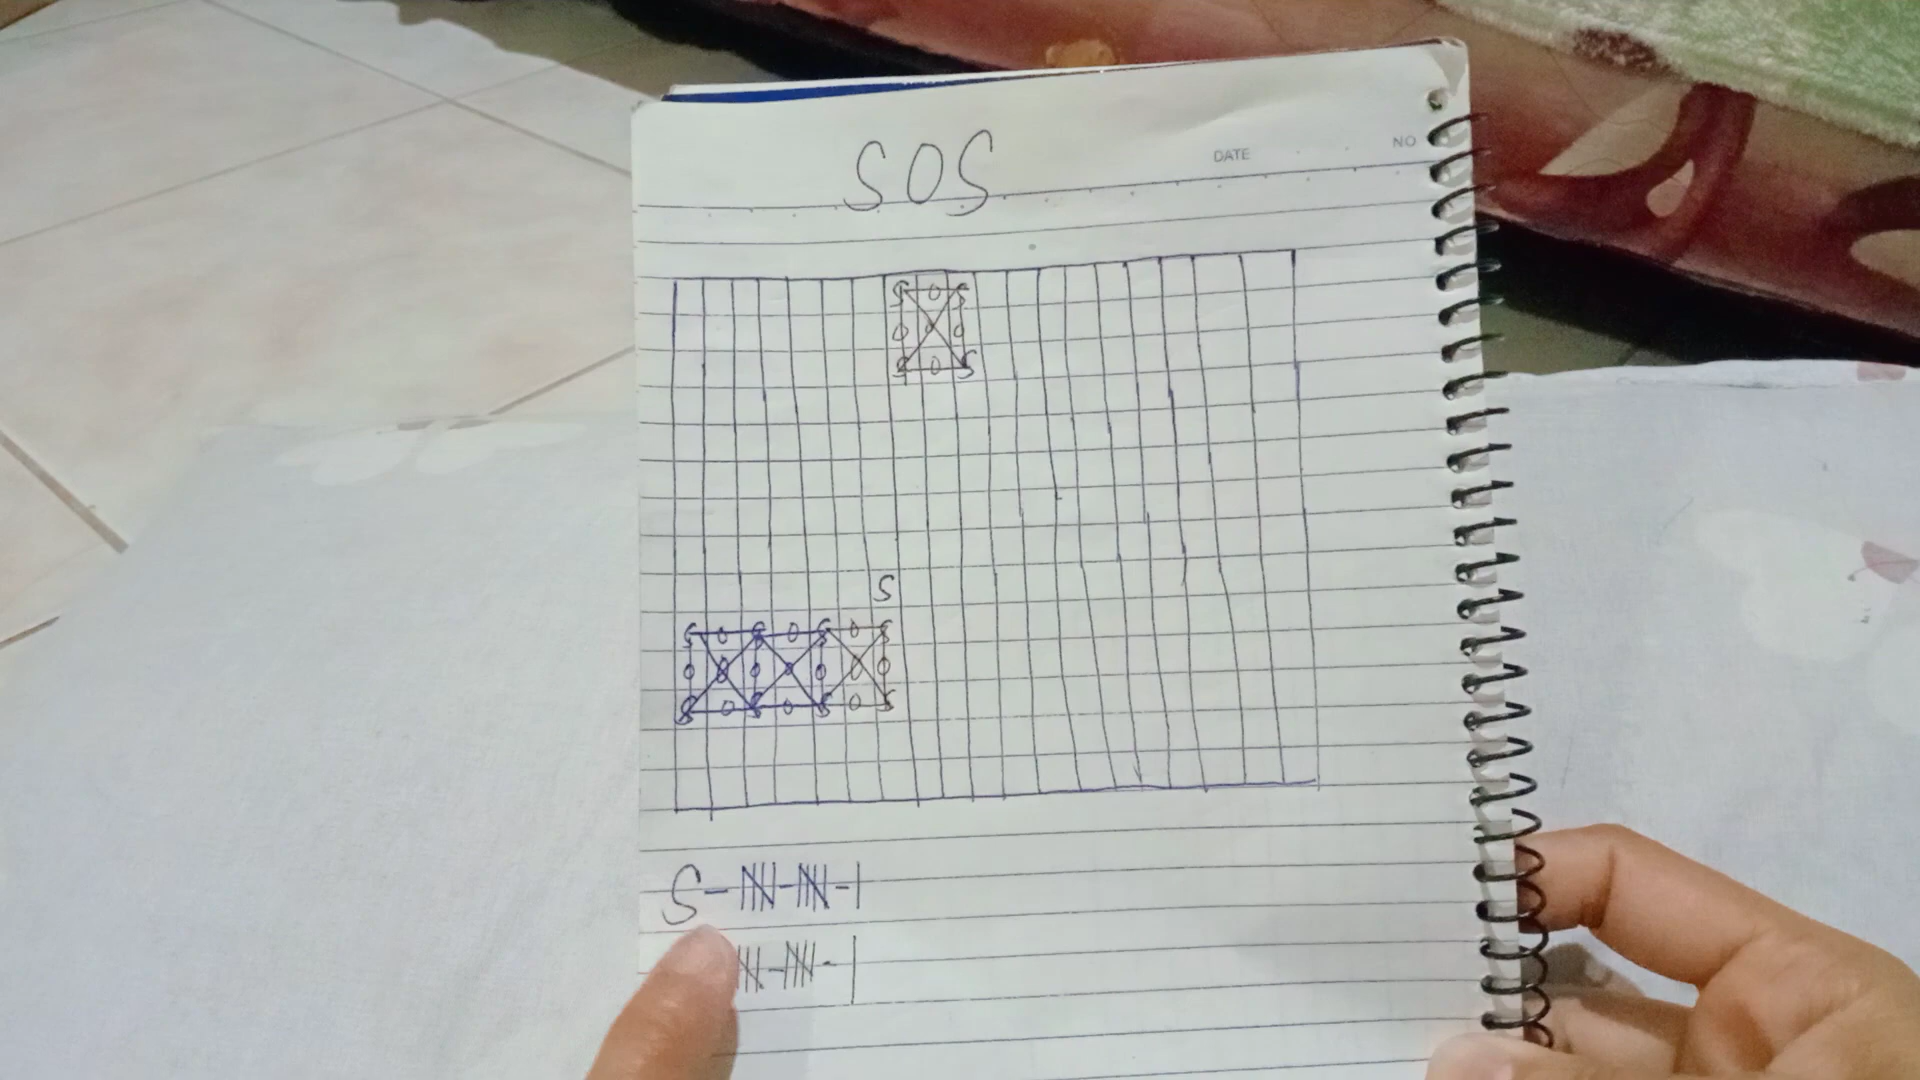 SOS
DATE
NO
S O S
O O O
S O S
S
S O S O S O S
O O O O O O O
S O S O S O S
S